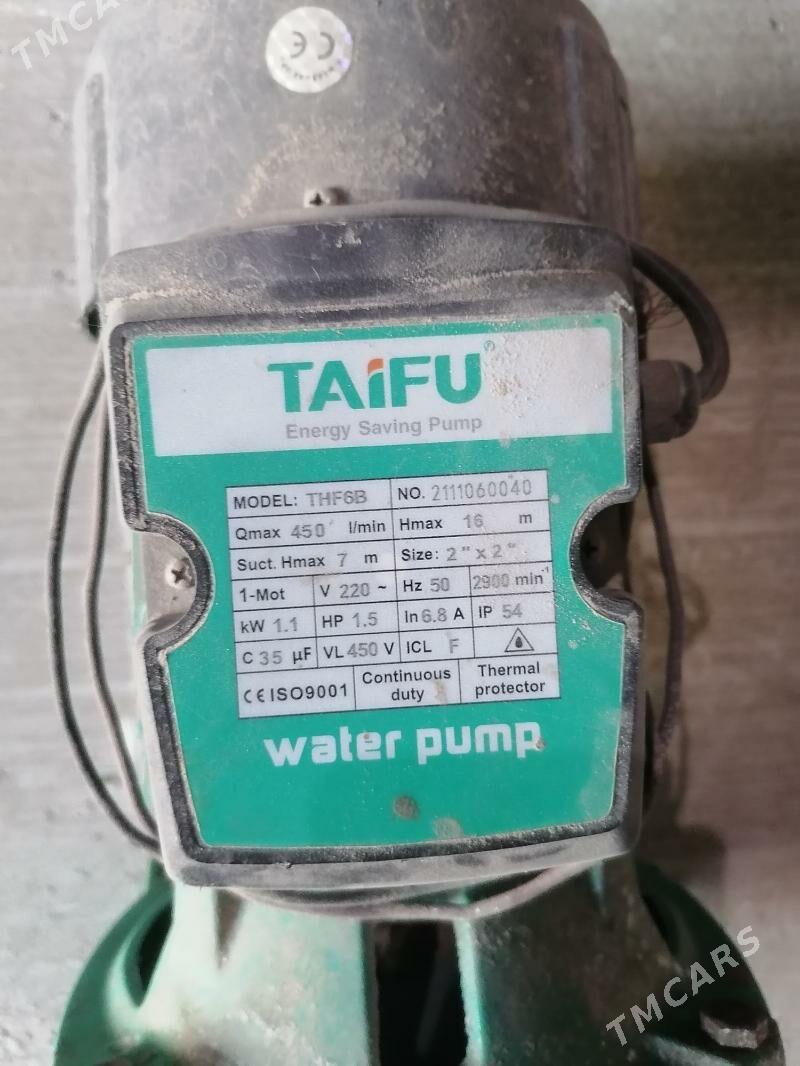 TMCARS
CE
TAiFU®
Energy Saving Pump
MODEL: THF6B NO. 2111060040
Qmax 450 l/min Hmax 16 m
Suct. Hmax 7 m Size: 2" x 2"
1-Mot V 220 ~ Hz 50 2900 min⁻¹
kW 1.1 HP 1.5 In 6.8 A IP 54
C 35 µF VL 450 V ICL F
CE ISO9001 Continuous duty Thermal protector
water pump
TMCARS